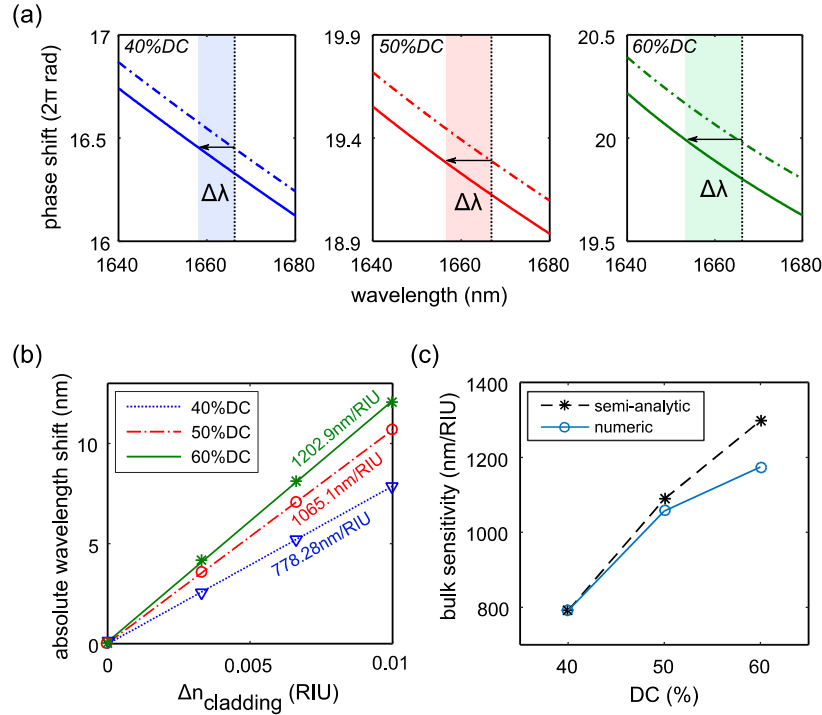 (a)
40%DC
50%DC
60%DC
phase shift (2π rad)
17
16.5
16
19.9
19.4
18.9
20.5
20
19.5
Δλ
Δλ
Δλ
1640 1660 1680
1640 1660 1680
1640 1660 1680
wavelength (nm)
(b)
absolute wavelength shift (nm)
10
5
0
40%DC
50%DC
60%DC
1202.9nm/RIU
1065.1nm/RIU
778.28nm/RIU
0 0.005 0.01
Δncladding (RIU)
(c)
bulk sensitivity (nm/RIU)
1400
1200
1000
800
semi-analytic
numeric
40 50 60
DC (%)